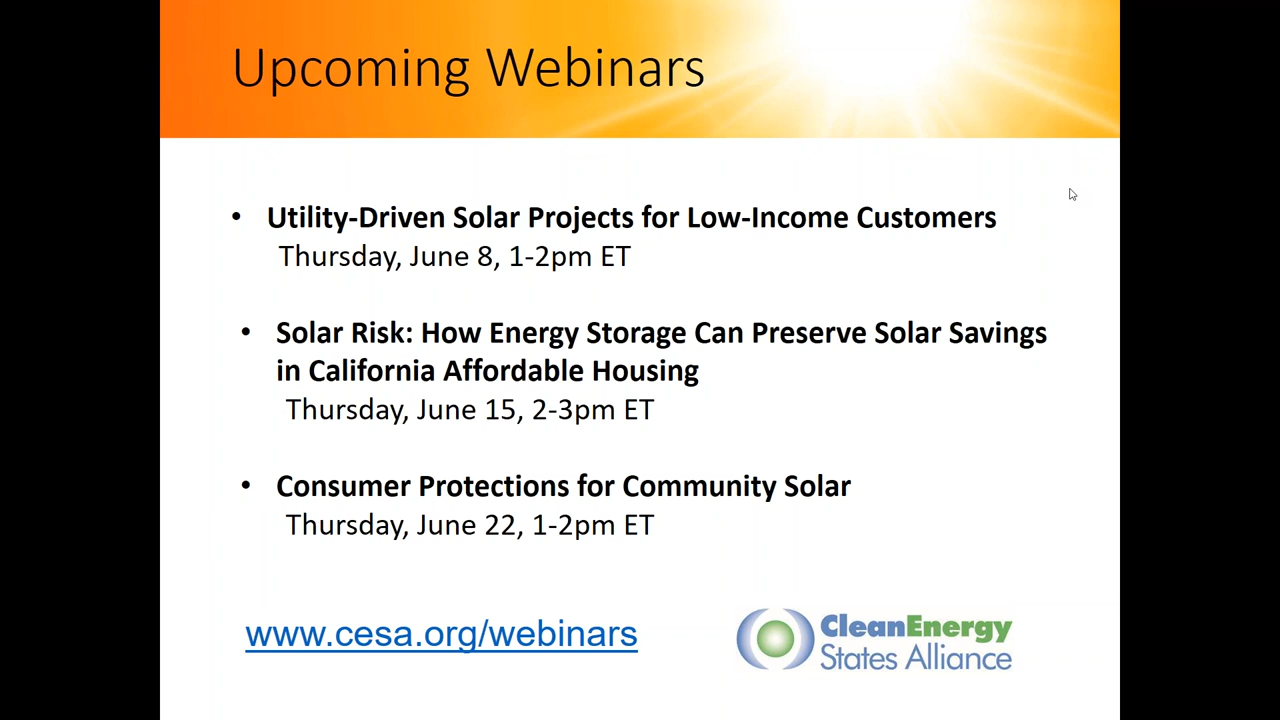 Upcoming Webinars
• Utility-Driven Solar Projects for Low-Income Customers
Thursday, June 8, 1-2pm ET
• Solar Risk: How Energy Storage Can Preserve Solar Savings
in California Affordable Housing
Thursday, June 15, 2-3pm ET
• Consumer Protections for Community Solar
Thursday, June 22, 1-2pm ET
www.cesa.org/webinars
CleanEnergy
States Alliance